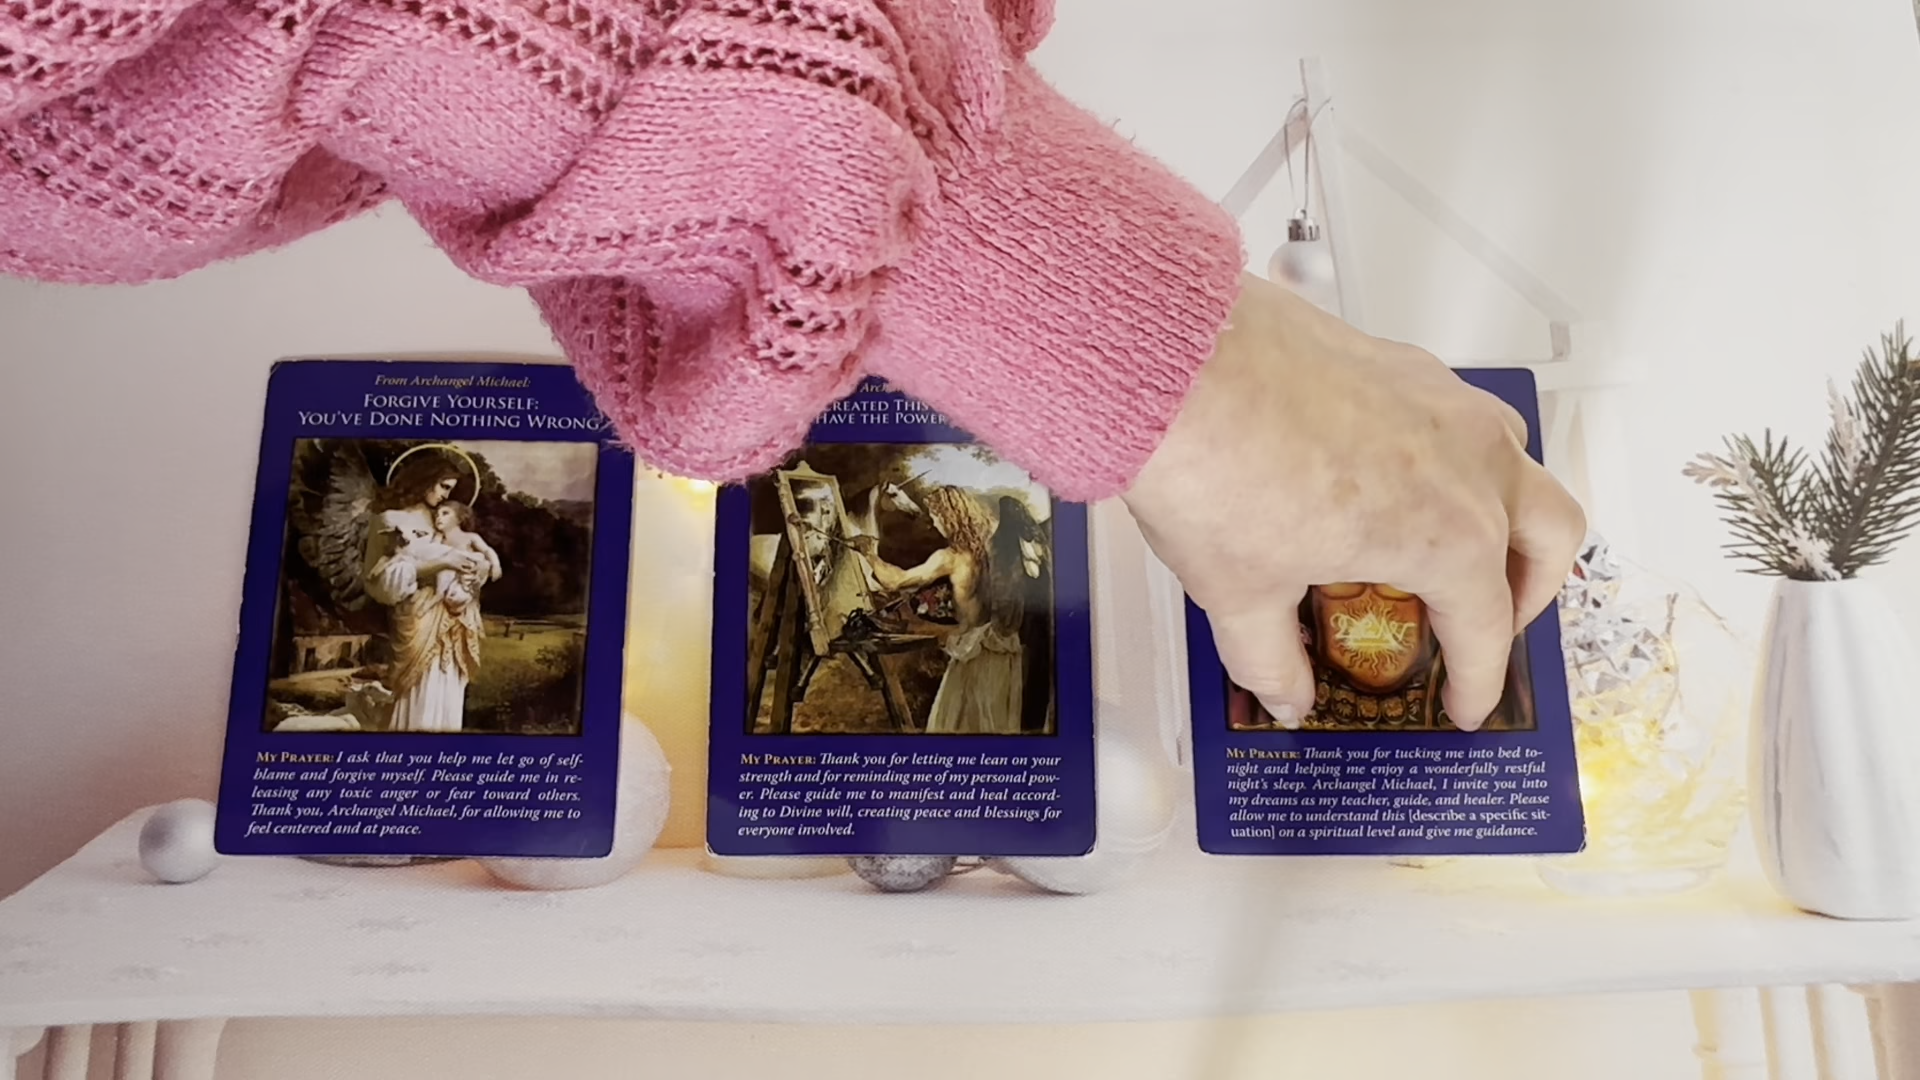 From Archangel Michael:
FORGIVE YOURSELF:
YOU'VE DONE NOTHING WRONG
MY PRAYER: I ask that you help me let go of self-
blame and forgive myself. Please guide me in re-
leasing any toxic anger or fear toward others.
Thank you, Archangel Michael, for allowing me to
feel centered and at peace.
CREATED THIS
HAVE THE POWER
MY PRAYER: Thank you for letting me lean on your
strength and for reminding me of my personal pow-
er. Please guide me to manifest and heal accord-
ing to Divine will, creating peace and blessings for
everyone involved.
MY PRAYER: Thank you for tucking me into bed to-
night and helping me enjoy a wonderfully restful
night's sleep. Archangel Michael, I invite you into
my dreams as my teacher, guide, and healer. Please
allow me to understand this [describe a specific sit-
uation] on a spiritual level and give me guidance.